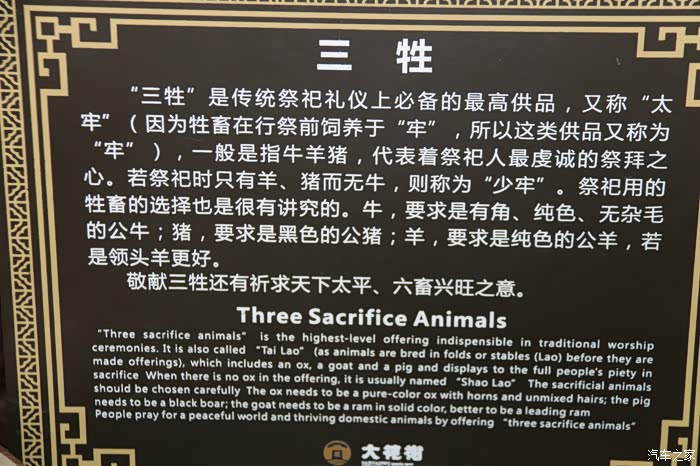 三 牲
“三牲”是传统祭祀礼仪上必备的最高供品，又称“太
牢”（因为牲畜在行祭前饲养于“牢”，所以这类供品又称为
“牢”），一般是指牛羊猪，代表着祭祀人最虔诚的祭拜之
心。若祭祀时只有羊、猪而无牛，则称为“少牢”。祭祀用的
牲畜的选择也是很有讲究的。牛，要求是有角、纯色、无杂毛
的公牛；猪，要求是黑色的公猪；羊，要求是纯色的公羊，若
是领头羊更好。
敬献三牲还有祈求天下太平、六畜兴旺之意。
Three Sacrifice Animals
“Three sacrifice animals” is the highest-level offering indispensible in traditional worship
ceremonies. It is also called “Tai Lao” (as animals are bred in folds or stables (Lao) before they are
made offerings), which includes an ox, a goat and a pig and displays to the full people's piety in
sacrifice When there is no ox in the offering, it is usually named “Shao Lao” The sacrificial animals
should be chosen carefully The ox needs to be a pure-color ox with horns and unmixed hairs; the pig
needs to be a black boar; the goat needs to be a ram in solid color, better to be a leading ram
People pray for a peaceful world and thriving domestic animals by offering “three sacrifice animals”
大槐树
汽车之家